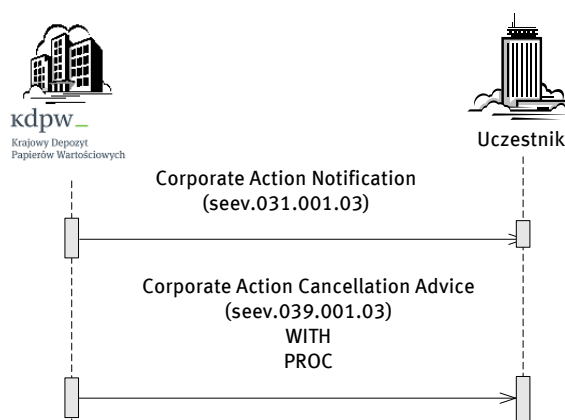 kdpw_
Krajowy Depozyt
Papierów Wartościowych
Uczestnik
Corporate Action Notification
(seev.031.001.03)
Corporate Action Cancellation Advice
(seev.039.001.03)
WITH
PROC